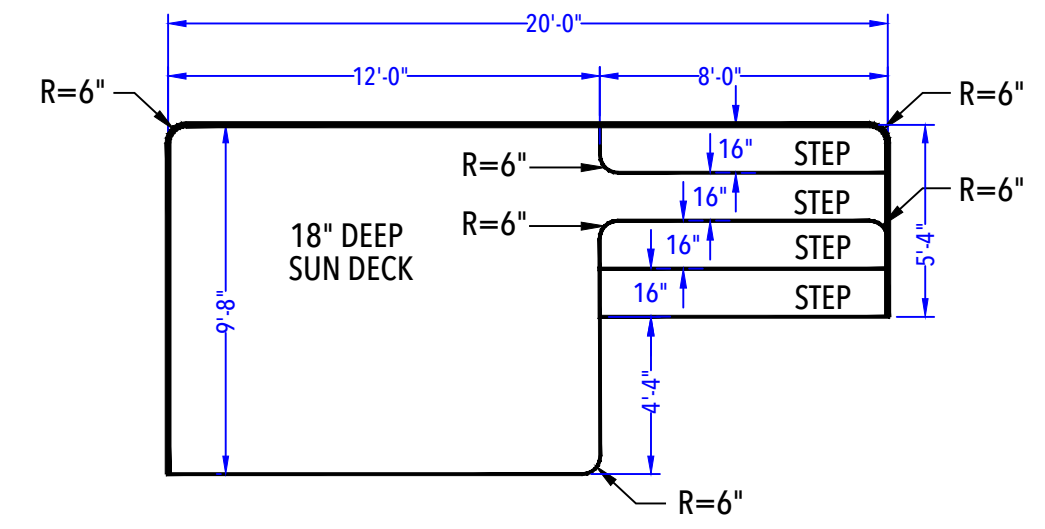 20'-0"
12'-0"
8'-0"
R=6"
R=6"
16"
STEP
R=6"
16"
STEP
R=6"
R=6"
18" DEEP
SUN DECK
16"
STEP
5'-4"
9'-8"
16"
STEP
4'-4"
R=6"